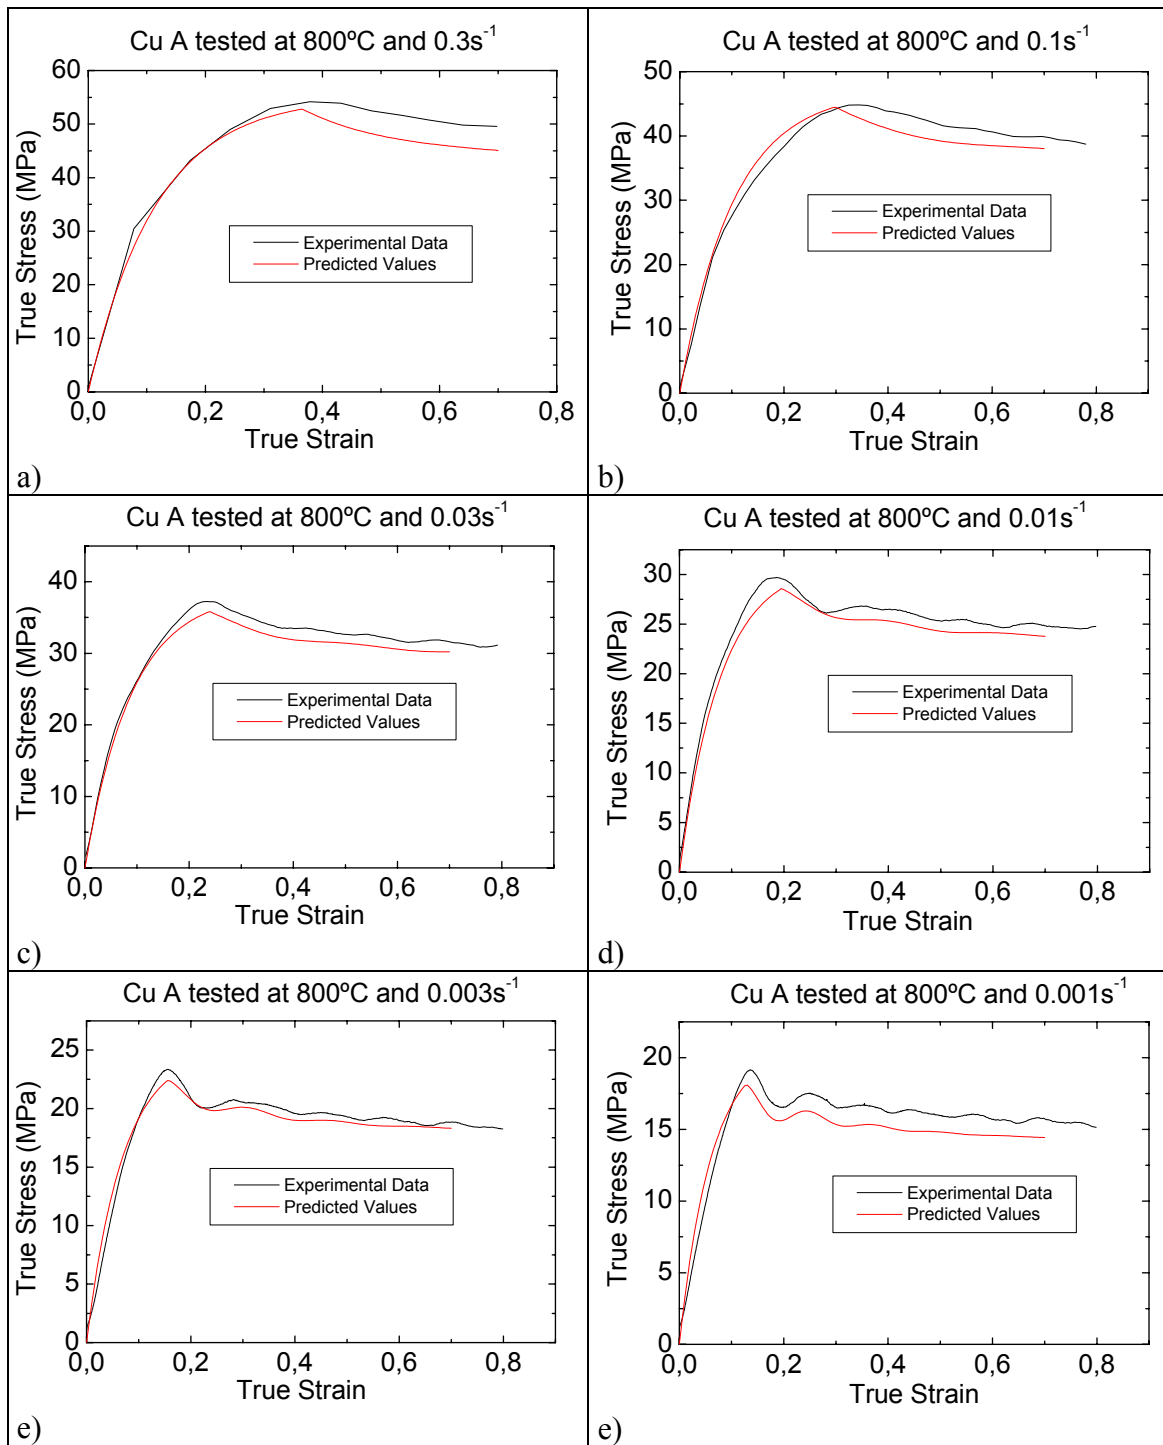 Cu A tested at 800ºC and 0.3s-1
60
50
40
30
20
10
0
True Stress (MPa)
Experimental Data
Predicted Values
0,0 0,2 0,4 0,6 0,8
True Strain
a)
Cu A tested at 800ºC and 0.1s-1
50
40
30
20
10
0
True Stress (MPa)
Experimental Data
Predicted Values
0,0 0,2 0,4 0,6 0,8
True Strain
b)
Cu A tested at 800ºC and 0.03s-1
40
30
20
10
0
True Stress (MPa)
Experimental Data
Predicted Values
0,0 0,2 0,4 0,6 0,8
True Strain
c)
Cu A tested at 800ºC and 0.01s-1
30
25
20
15
10
5
0
True Stress (MPa)
Experimental Data
Predicted Values
0,0 0,2 0,4 0,6 0,8
True Strain
d)
Cu A tested at 800ºC and 0.003s-1
25
20
15
10
5
0
True Stress (MPa)
Experimental Data
Predicted Values
0,0 0,2 0,4 0,6 0,8
True Strain
e)
Cu A tested at 800ºC and 0.001s-1
20
15
10
5
0
True Stress (MPa)
Experimental Data
Predicted Values
0,0 0,2 0,4 0,6 0,8
True Strain
e)